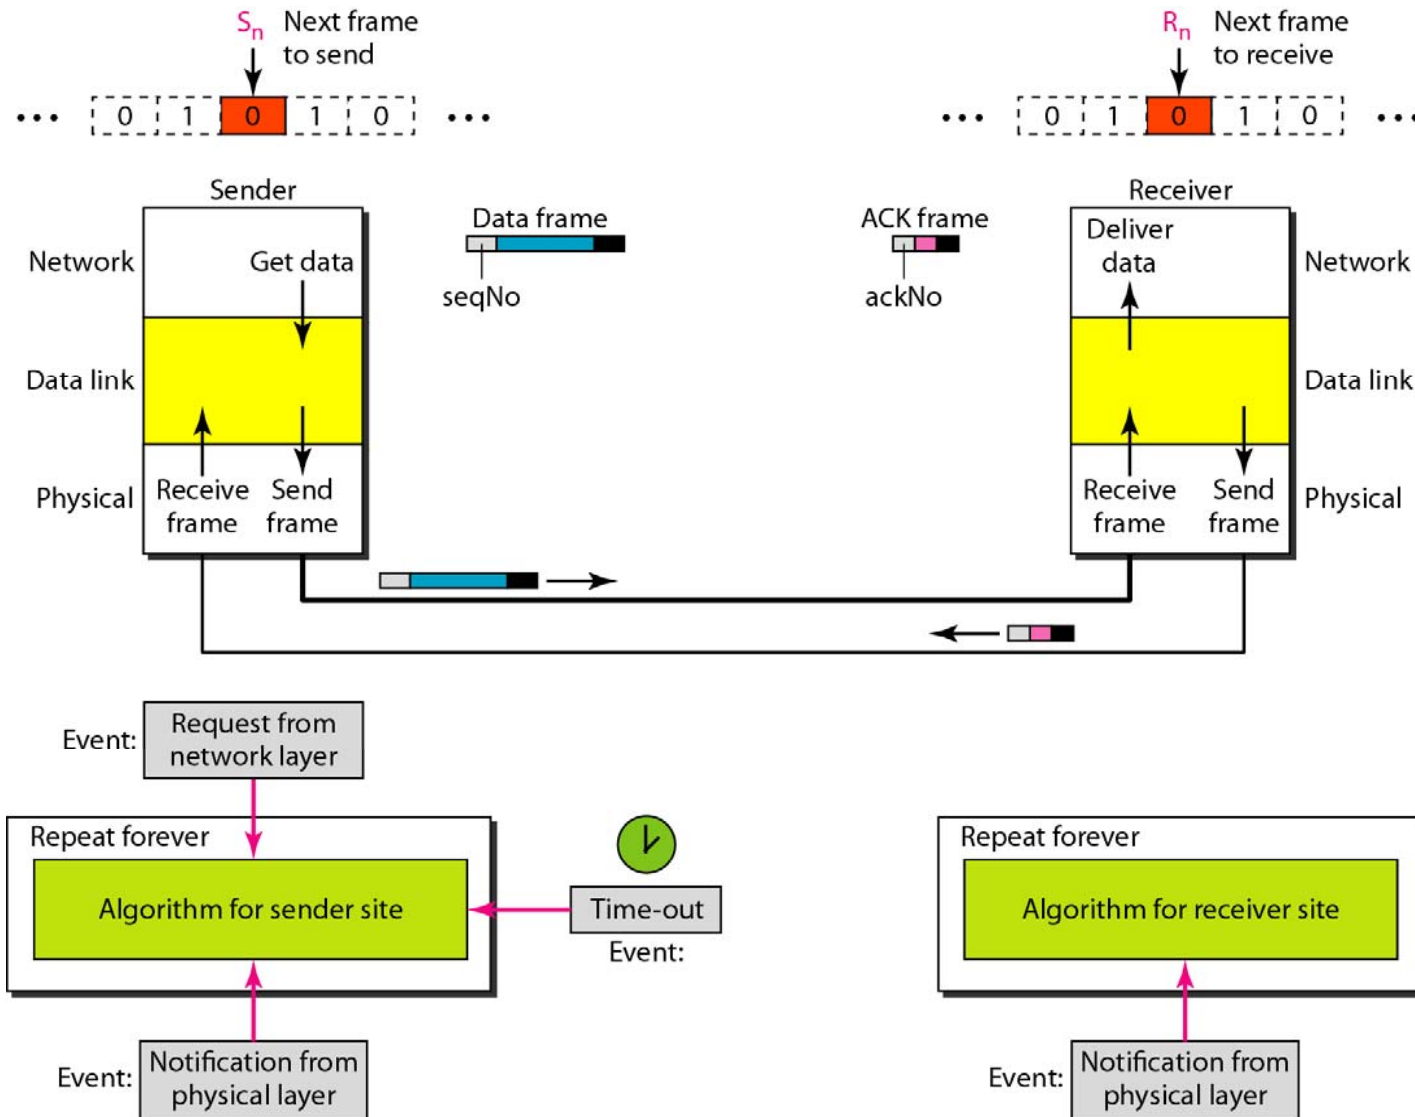 Sn Next frame
to send
Rn Next frame
to receive
••• 0 1 0 1 0 •••
••• 0 1 0 1 0 •••
Sender
Receiver
Data frame
seqNo
ACK frame
ackNo
Network
Get data
Deliver
data
Network
Data link
Data link
Physical
Receive
frame
Send
frame
Receive
frame
Send
frame
Physical
Event:
Request from
network layer
Repeat forever
Algorithm for sender site
Time-out
Event:
Repeat forever
Algorithm for receiver site
Event:
Notification from
physical layer
Event:
Notification from
physical layer